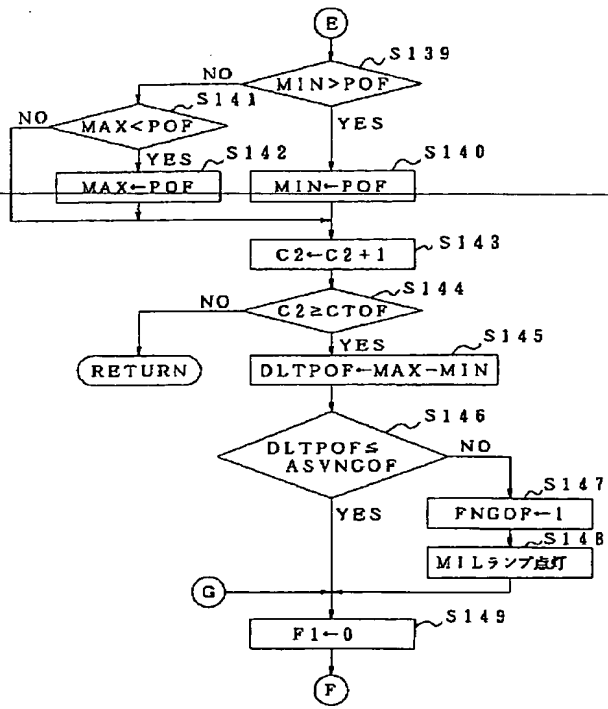 E
S139
MIN>POF
NO
YES
S141
MAX<POF
NO
YES
S142
MAX←POF
S140
MIN←POF
S143
C2←C2+1
S144
C2≥CTOF
NO
YES
RETURN
S145
DLTPOF←MAX−MIN
S146
DLTPOF≤
ASVNGOF
NO
YES
S147
FNGOF←1
S148
MILランプ点灯
G
S149
F1←0
F